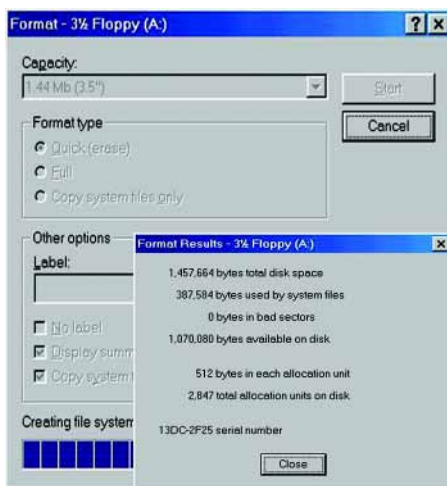 Format - 3½ Floppy (A:)
Capacity:
1.44 Mb (3.5")
Start
Format type
Cancel
Quick (erase)
Full
Copy system files only
Other options
Label:
No label
Display summ
Copy system
Creating file system
Format Results - 3½ Floppy (A:)
1,457,664 bytes total disk space
387,584 bytes used by system files
0 bytes in bad sectors
1,070,080 bytes available on disk
512 bytes in each allocation unit
2,847 total allocation units on disk
13DC-2F25 serial number
Close